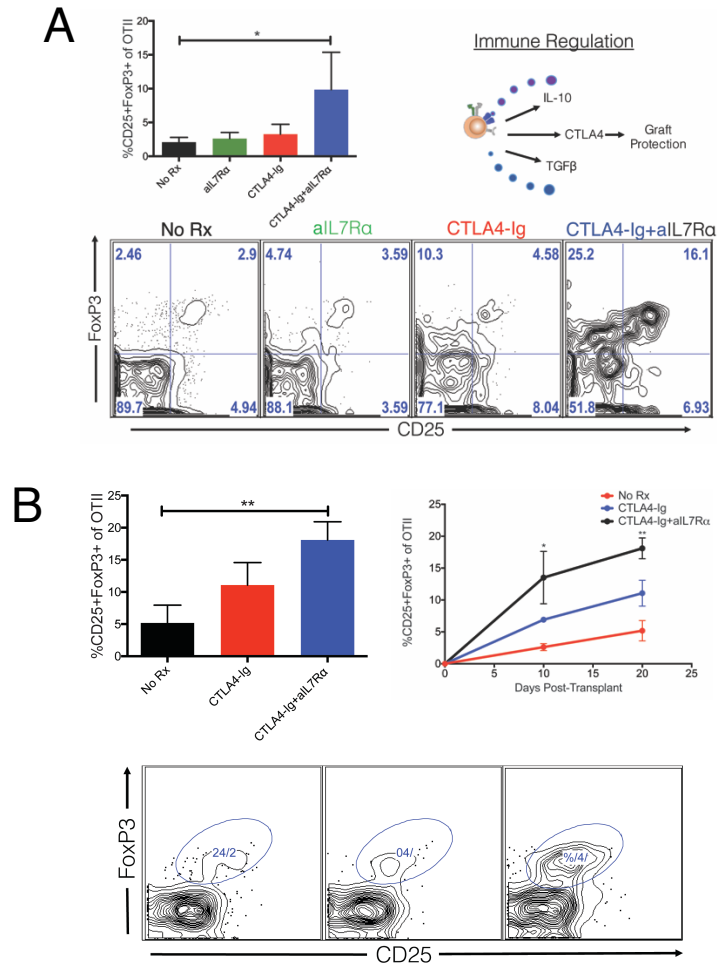 A
%CD25+FoxP3+ of OTII
20
15
10
5
0
*
No Rx
aIL7Rα
CTLA4-Ig
CTLA4-Ig+aIL7Rα
Immune Regulation
IL-10
CTLA4
Graft
Protection
TGFβ
No Rx
aIL7Rα
CTLA4-Ig
CTLA4-Ig+aIL7Rα
FoxP3
2.46 2.9
89.7 4.94
4.74 3.59
88.1 3.59
10.3 4.58
77.1 8.04
25.2 16.1
51.8 6.93
CD25
B
%CD25+FoxP3+ of OTII
25
20
15
10
5
0
**
No Rx
CTLA4-Ig
CTLA4-Ig+aIL7Rα
No Rx
CTLA4-Ig
CTLA4-Ig+aIL7Rα
%CD25+FoxP3+ of OTII
25
20
15
10
5
0
*
**
0 5 10 15 20 25
Days Post-Transplant
FoxP3
24/2
04/
%/4/
CD25